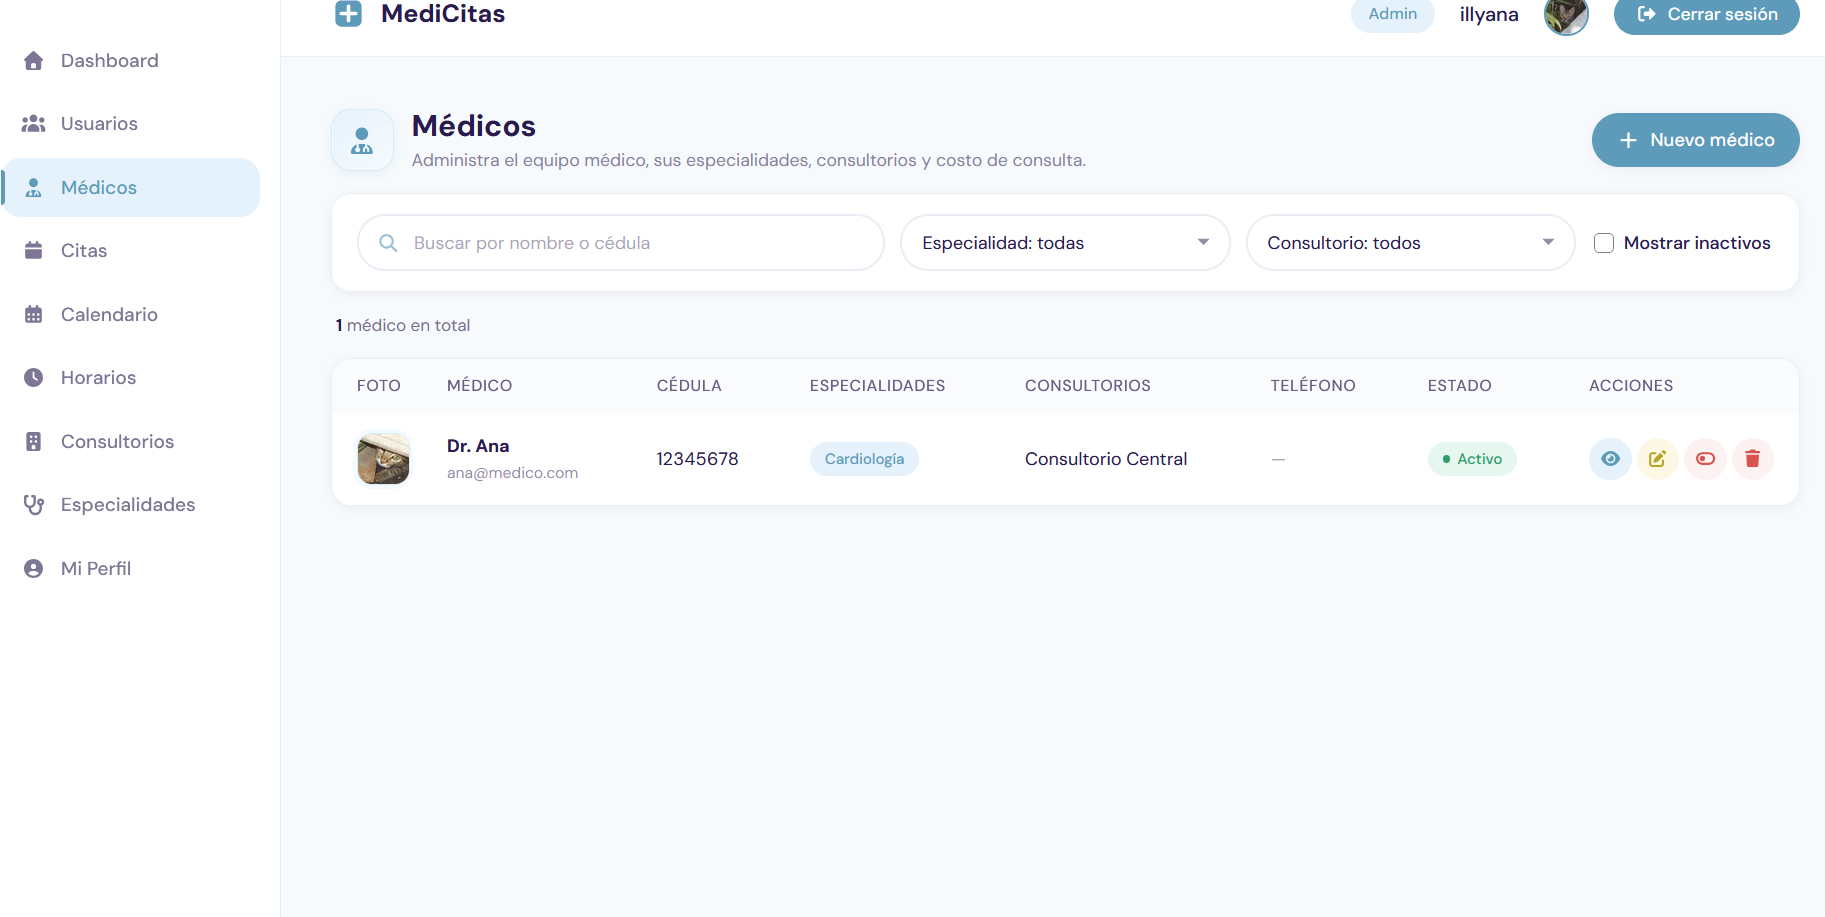 MediCitas
Admin
illyana
Cerrar sesión
Dashboard
Usuarios
Médicos
Citas
Calendario
Horarios
Consultorios
Especialidades
Mi Perfil
Médicos
Administra el equipo médico, sus especialidades, consultorios y costo de consulta.
Nuevo médico
Buscar por nombre o cédula
Especialidad: todas
Consultorio: todos
Mostrar inactivos
1 médico en total
FOTO MÉDICO CÉDULA ESPECIALIDADES CONSULTORIOS TELÉFONO ESTADO ACCIONES
Dr. Ana
ana@medico.com
12345678
Cardiología
Consultorio Central
—
Activo